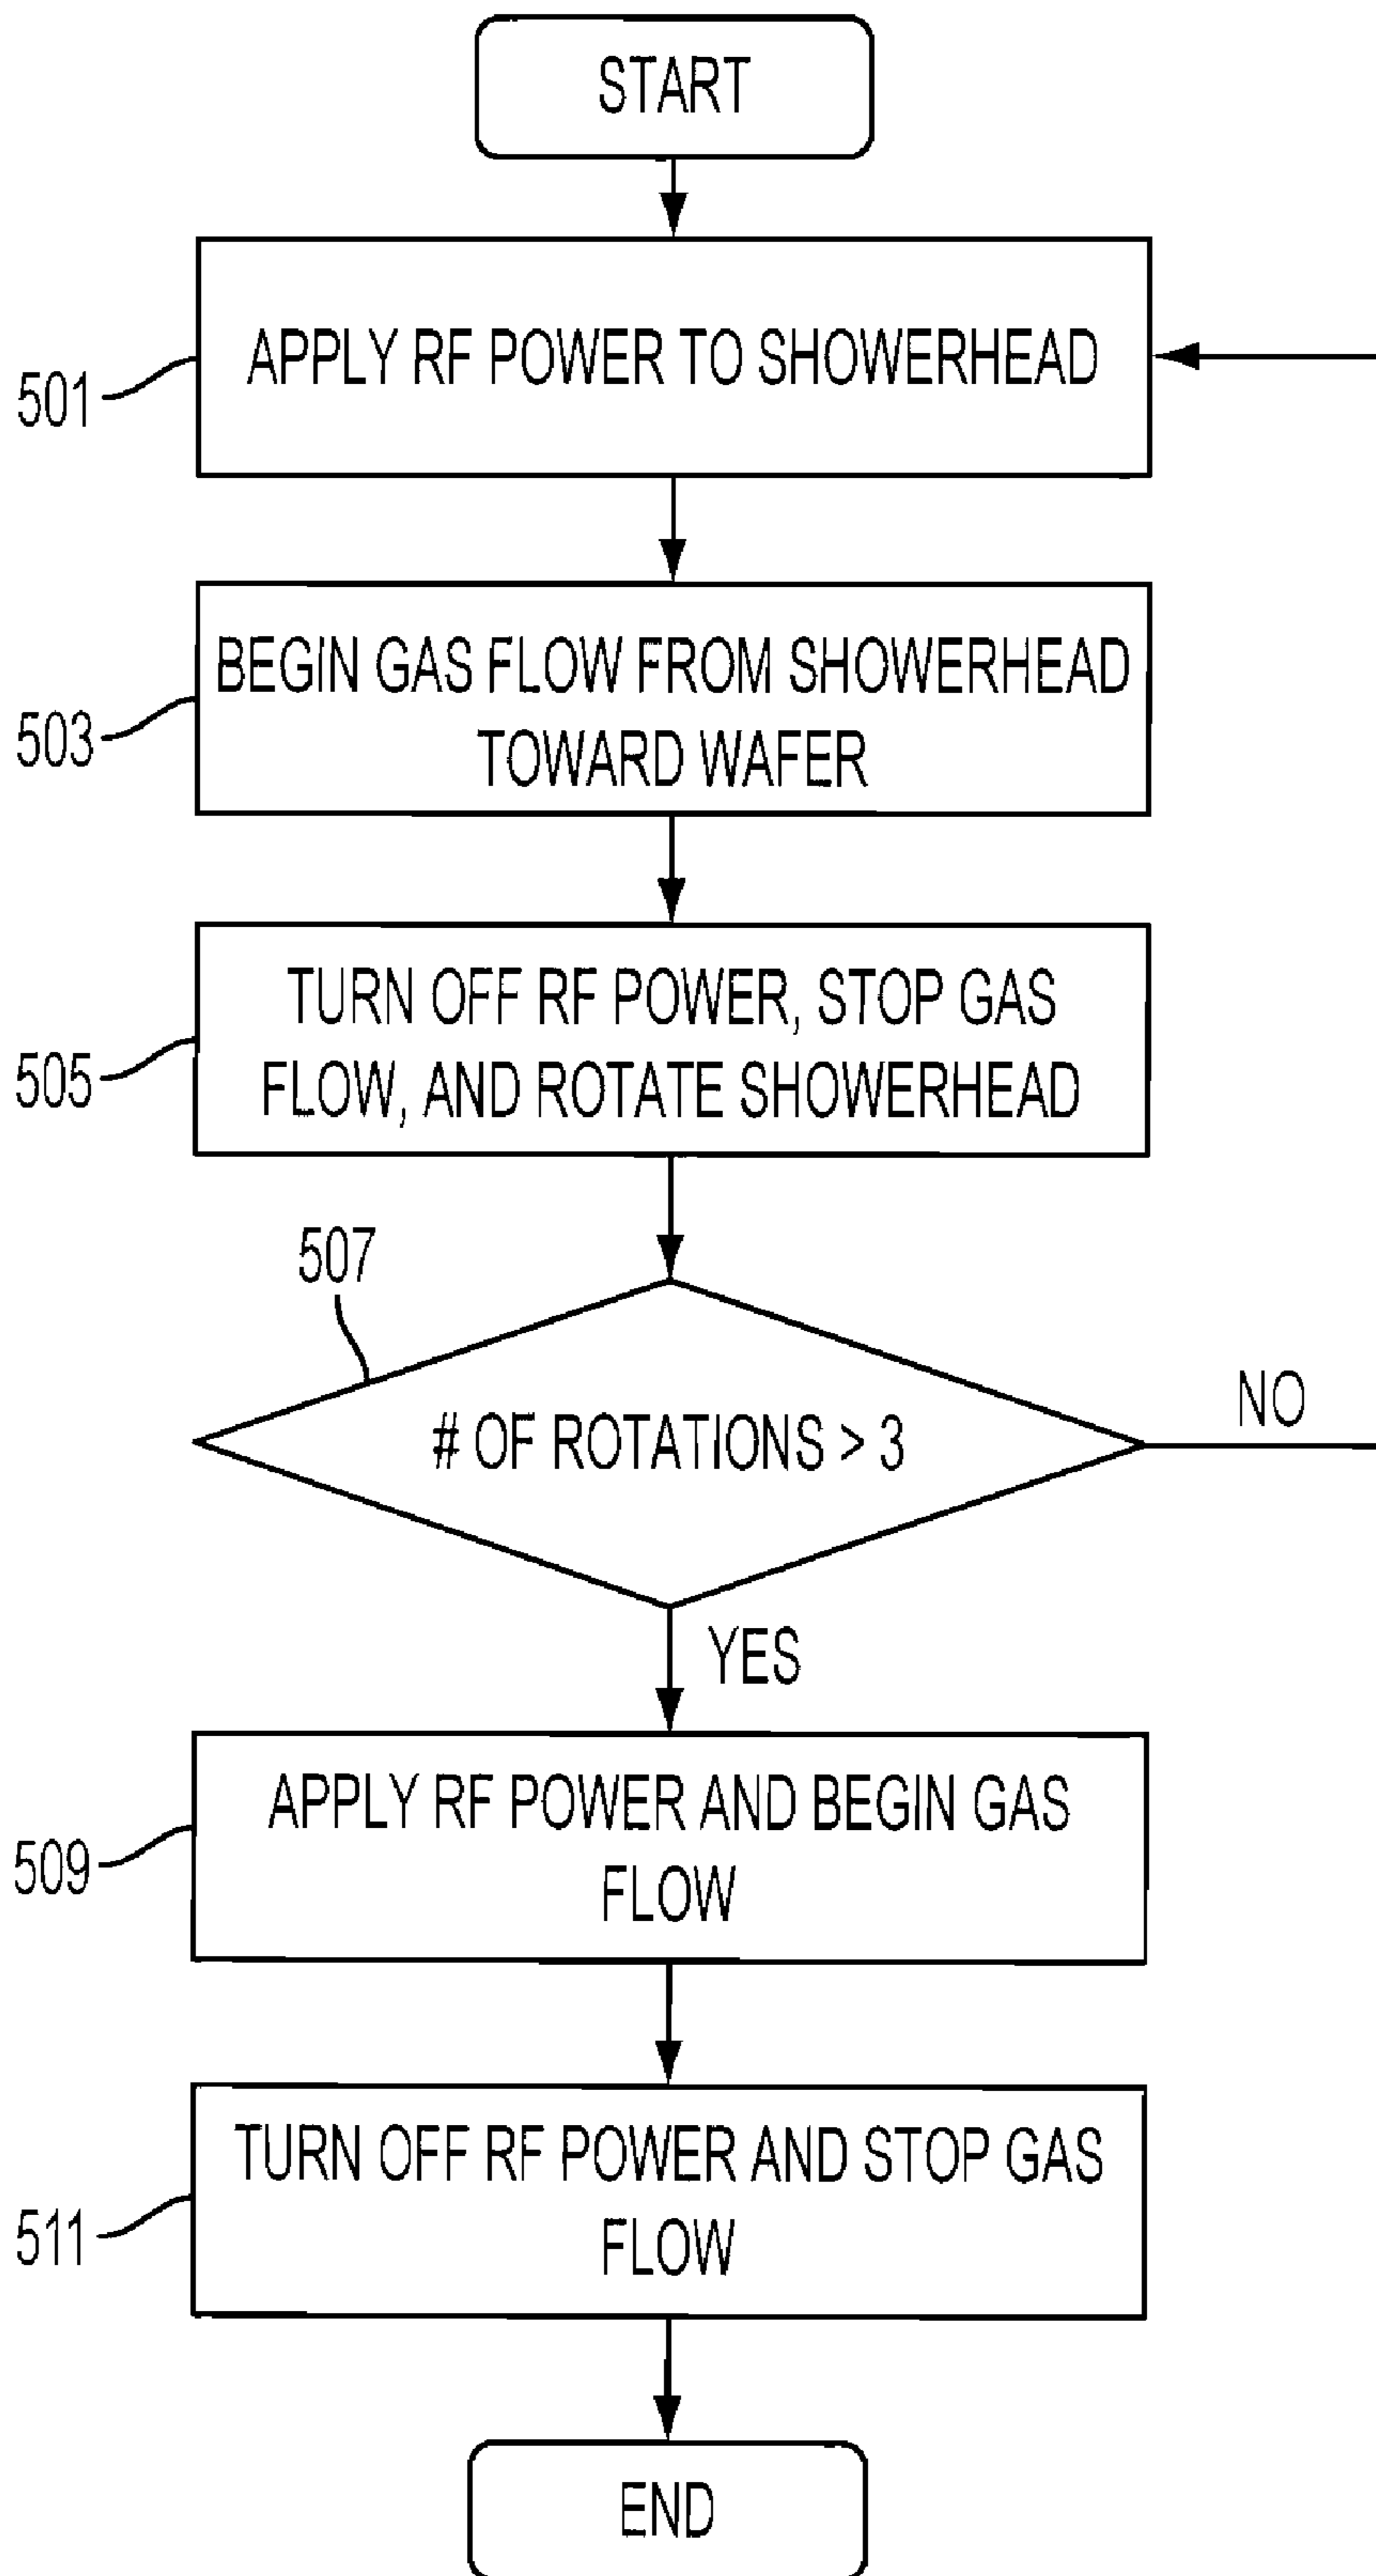 START
APPLY RF POWER TO SHOWERHEAD
501
BEGIN GAS FLOW FROM SHOWERHEAD
TOWARD WAFER
503
TURN OFF RF POWER, STOP GAS
FLOW, AND ROTATE SHOWERHEAD
505
507
# OF ROTATIONS > 3
NO
YES
APPLY RF POWER AND BEGIN GAS
FLOW
509
TURN OFF RF POWER AND STOP GAS
FLOW
511
END